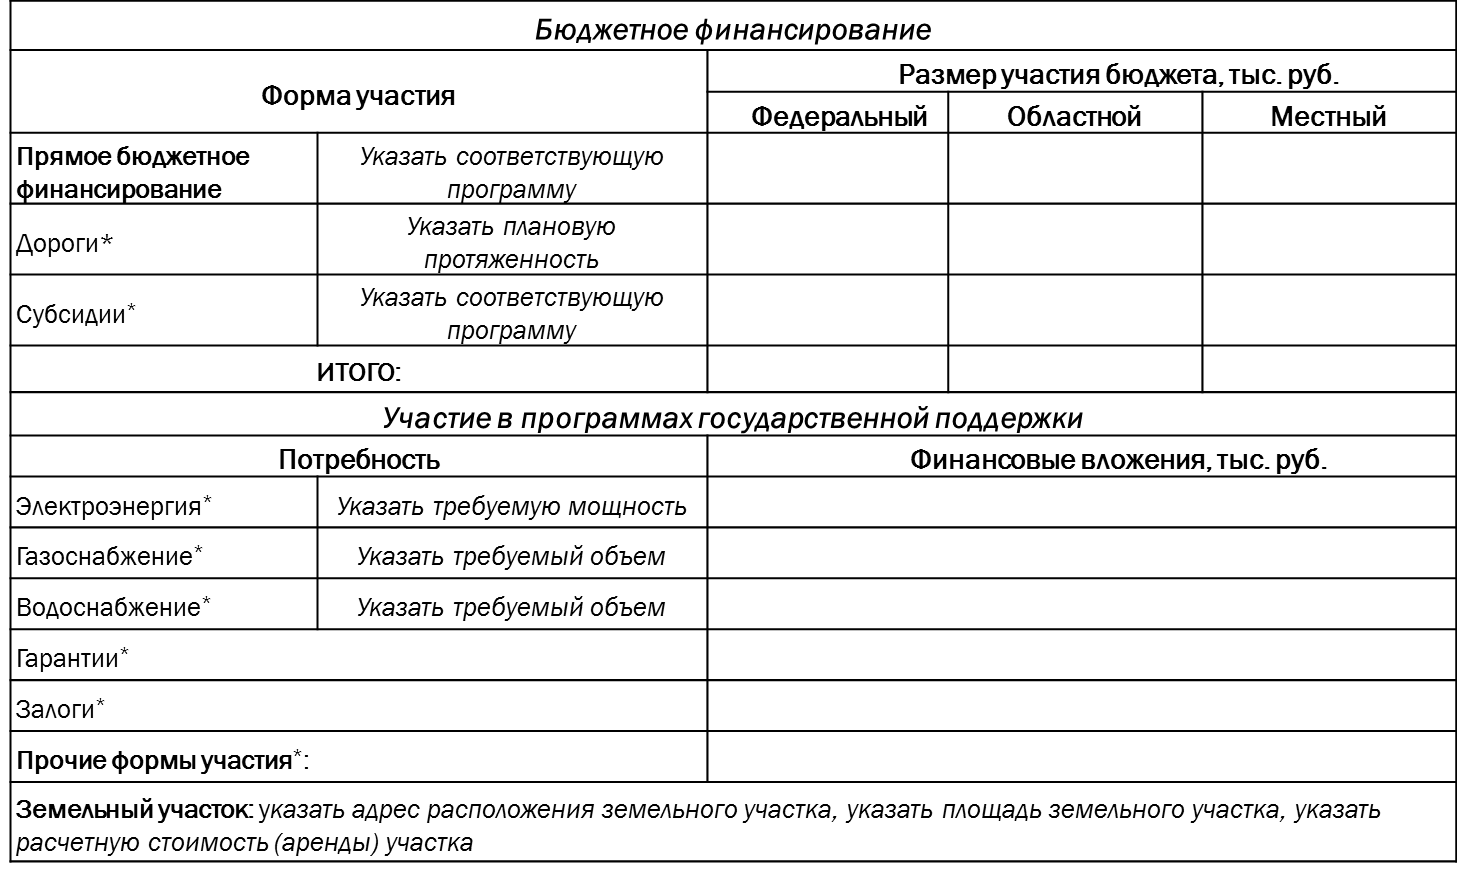 Бюджетное финансирование
Форма участия
Размер участия бюджета, тыс. руб.
Федеральный
Областной
Местный
Прямое бюджетное
финансирование
Указать соответствующую
программу
Дороги*
Указать плановую
протяженность
Субсидии*
Указать соответствующую
программу
ИТОГО:
Участие в программах государственной поддержки
Потребность
Финансовые вложения, тыс. руб.
Электроэнергия*
Указать требуемую мощность
Газоснабжение*
Указать требуемый объем
Водоснабжение*
Указать требуемый объем
Гарантии*
Залоги*
Прочие формы участия*:
Земельный участок: указать адрес расположения земельного участка, указать площадь земельного участка, указать
расчетную стоимость (аренды) участка